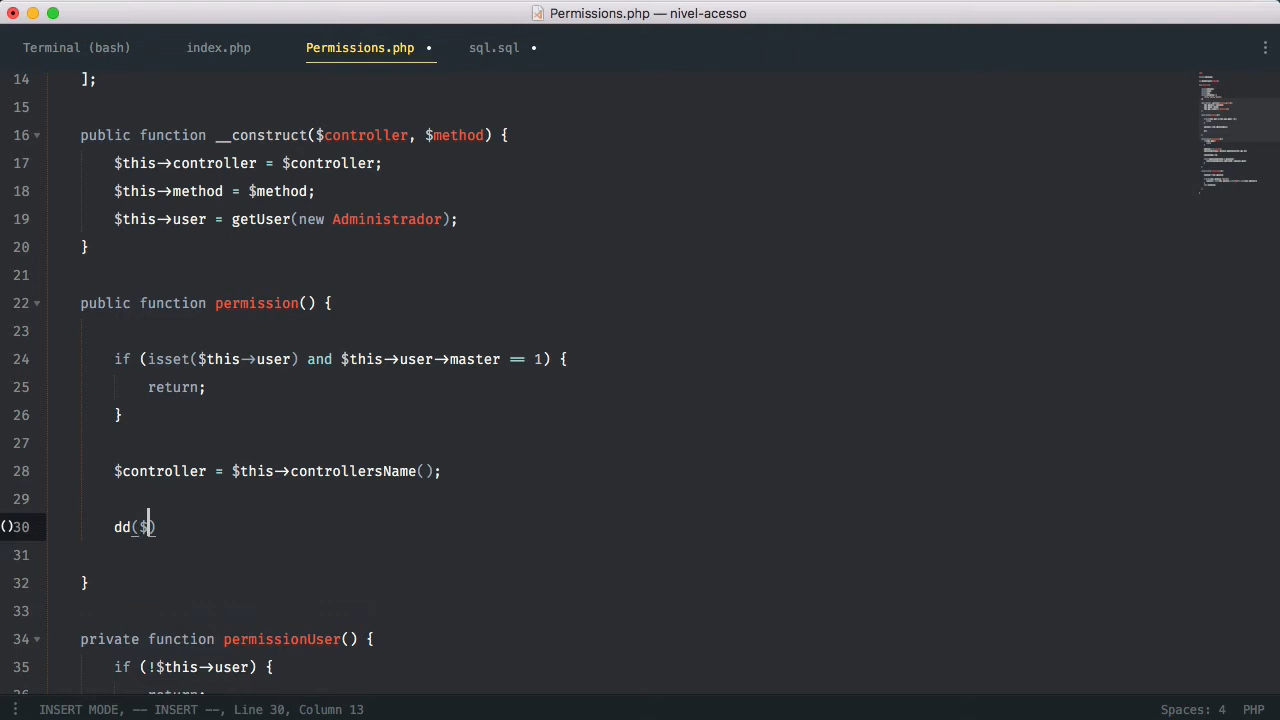 Permissions.php — nivel-acesso
Terminal (bash) index.php Permissions.php • sql.sql •
14 ];
15
16 public function __construct($controller, $method) {
17 $this->controller = $controller;
18 $this->method = $method;
19 $this->user = getUser(new Administrador);
20 }
21
22 public function permission() {
23
24 if (isset($this->user) and $this->user->master == 1) {
25 return;
26 }
27
28 $controller = $this->controllersName();
29
()30 dd($)
31
32 }
33
34 private function permissionUser() {
35 if (!$this->user) {
36 return;
INSERT MODE, -- INSERT --, Line 30, Column 13 Spaces: 4 PHP